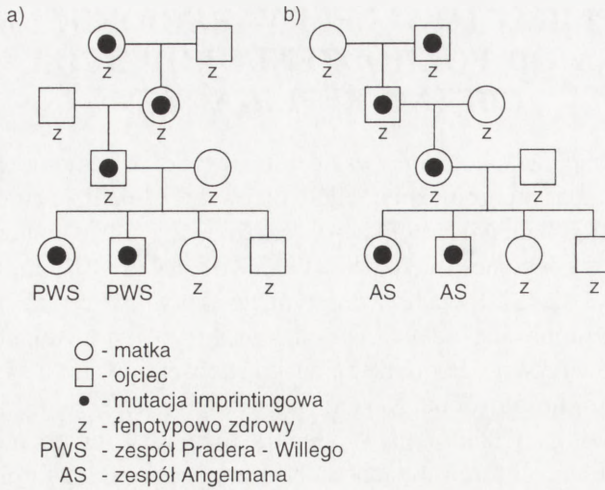 a) b)
z z z z
z z z z
z z z z
PWS PWS z z AS AS z z
- matka
- ojciec
- mutacja imprintingowa
z - fenotypowo zdrowy
PWS - zespół Pradera - Willego
AS - zespół Angelmana